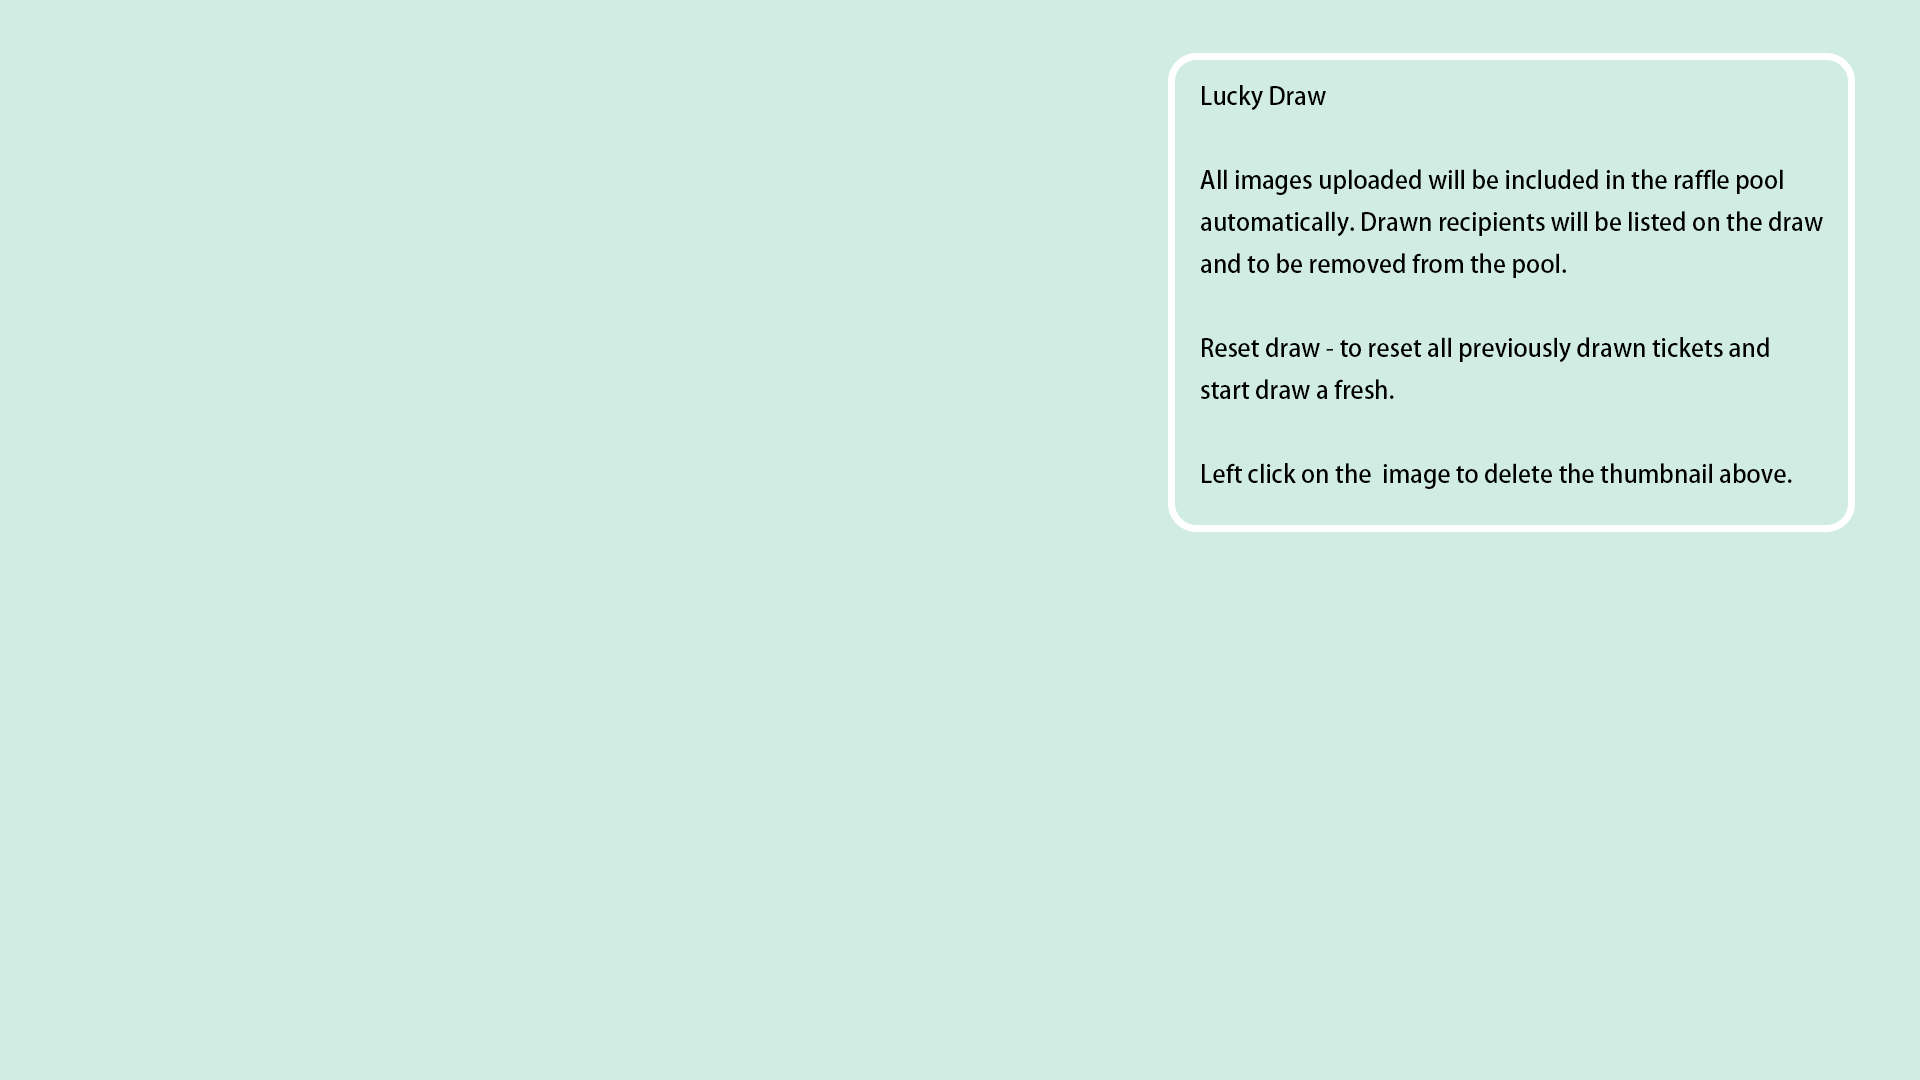 Lucky Draw
All images uploaded will be included in the raffle pool
automatically. Drawn recipients will be listed on the draw
and to be removed from the pool.
Reset draw - to reset all previously drawn tickets and
start draw a fresh.
Left click on the  image to delete the thumbnail above.